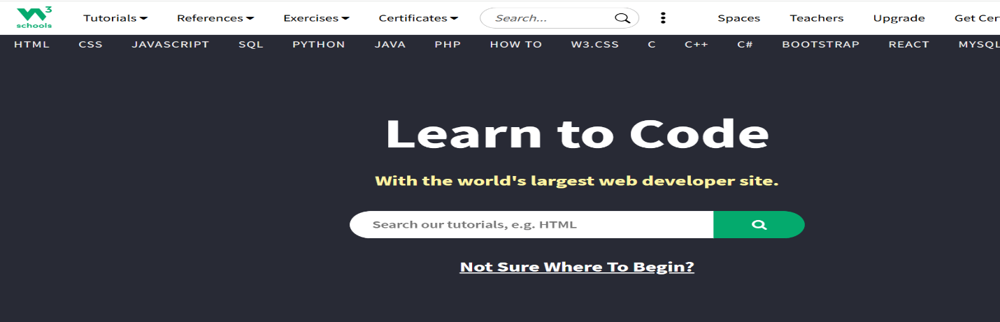 W3 schools Tutorials References Exercises Certificates Search... Spaces Teachers Upgrade Get Cer
HTML CSS JAVASCRIPT SQL PYTHON JAVA PHP HOW TO W3.CSS C C++ C# BOOTSTRAP REACT MYSQL
Learn to Code
With the world's largest web developer site.
Search our tutorials, e.g. HTML
Not Sure Where To Begin?